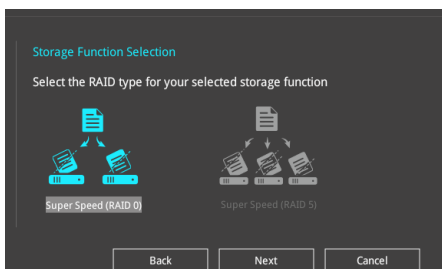 Storage Function Selection
Select the RAID type for your selected storage function
Super Speed (RAID 0)
Super Speed (RAID 5)
Back
Next
Cancel